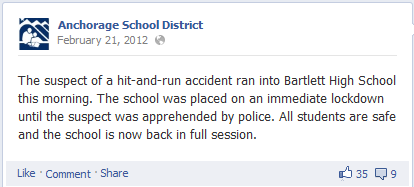 Anchorage School District
February 21, 2012
The suspect of a hit-and-run accident ran into Bartlett High School
this morning. The school was placed on an immediate lockdown
until the suspect was apprehended by police. All students are safe
and the school is now back in full session.
Like · Comment · Share 35 9